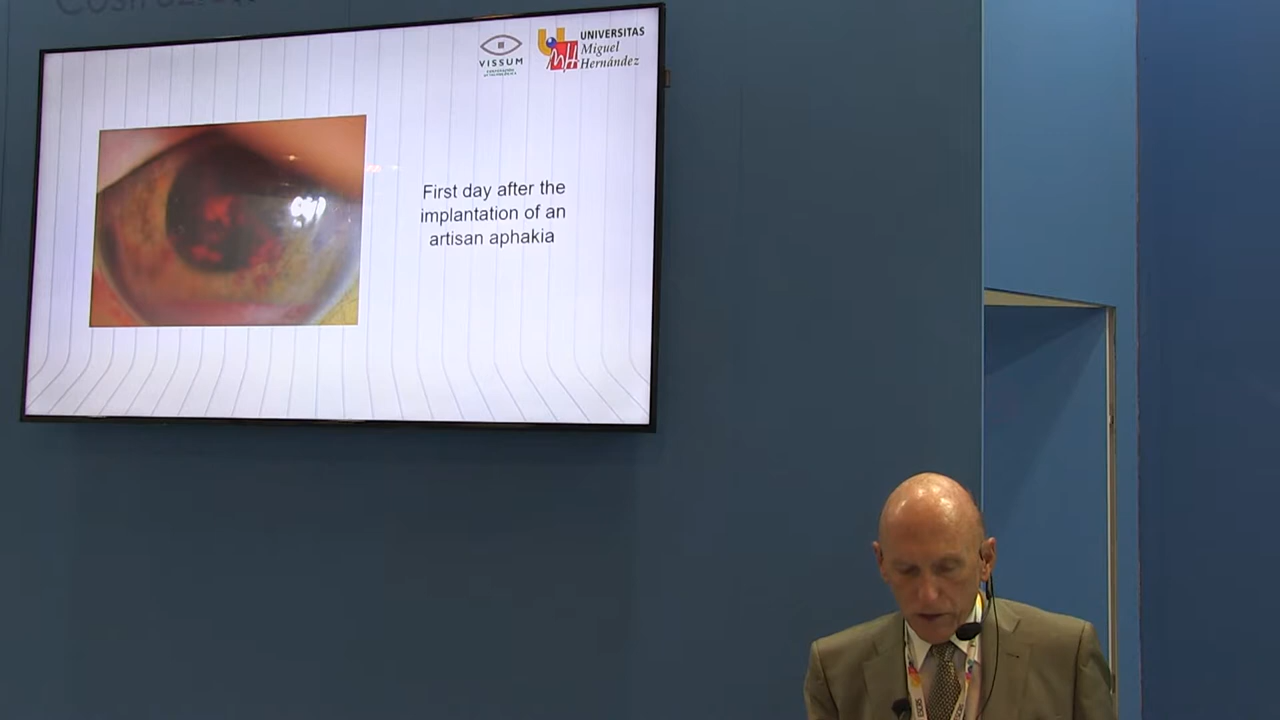 VISSUM
UNIVERSITAS
Miguel
Hernández
First day after the
implantation of an
artisan aphakia